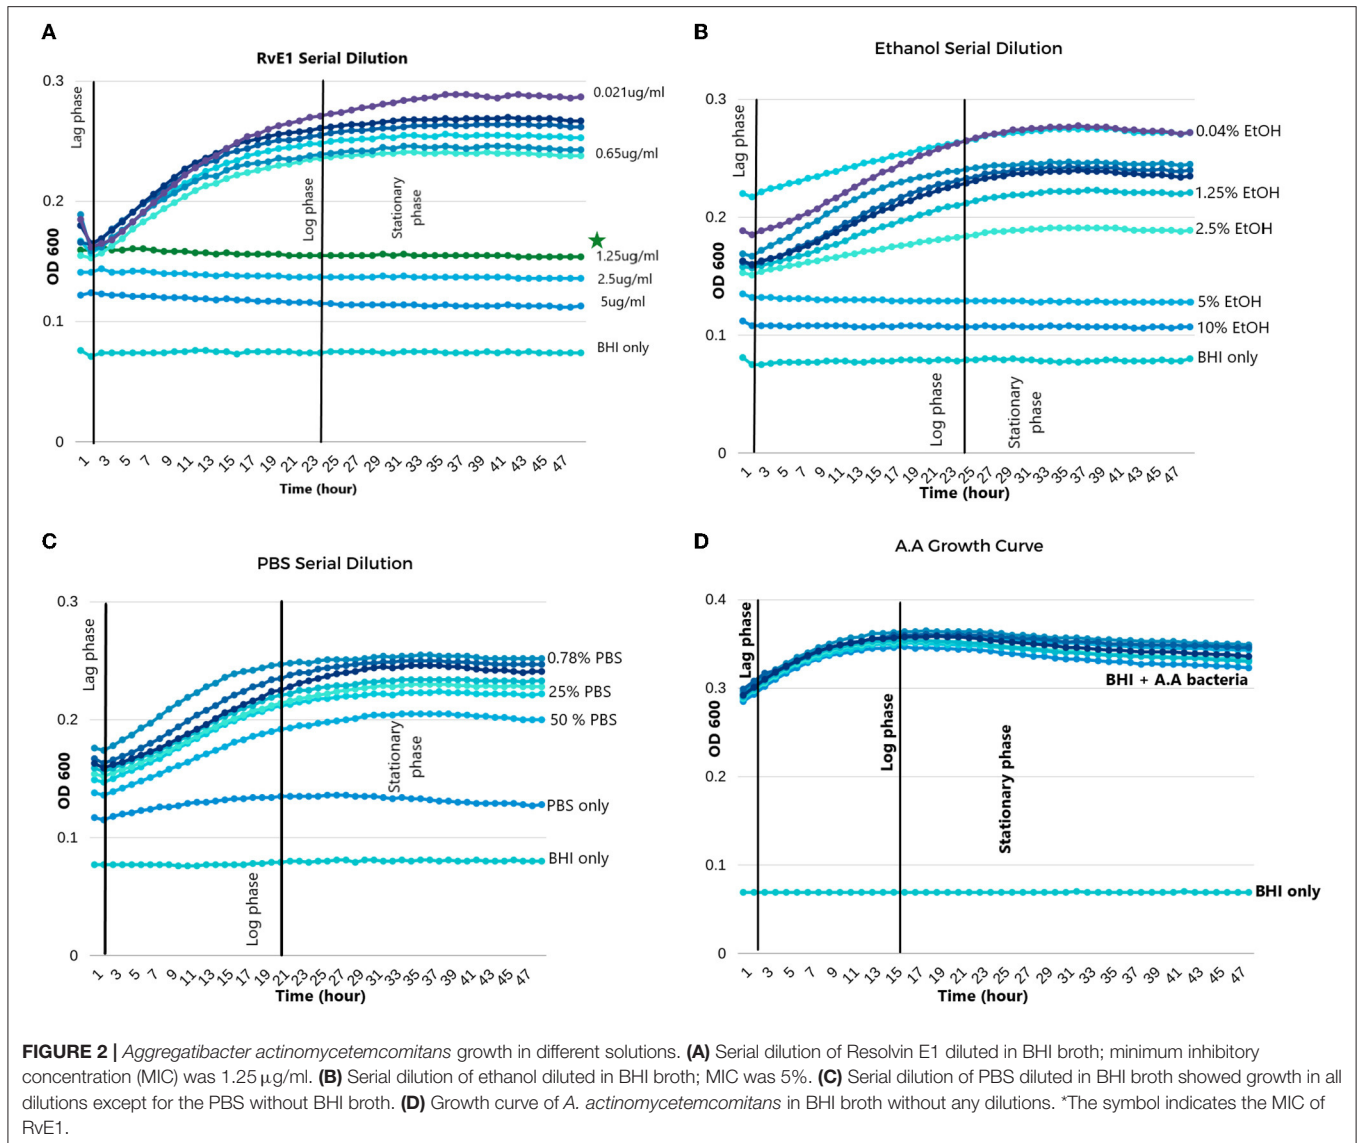 A
RvE1 Serial Dilution
0.3
0.2
0.1
0
OD 600
Lag phase
Log phase
Stationary
phase
0.021ug/ml
0.65ug/ml
★
1.25ug/ml
2.5ug/ml
5ug/ml
BHI only
1 3 5 7 9 11 13 15 17 19 21 23 25 27 29 31 33 35 37 39 41 43 45 47
Time (hour)
B
Ethanol Serial Dilution
0.3
0.2
0.1
0
OD 600
Lag phase
Log phase
Stationary
phase
0.04% EtOH
1.25% EtOH
2.5% EtOH
5% EtOH
10% EtOH
BHI only
1 3 5 7 9 11 13 15 17 19 21 23 25 27 29 31 33 35 37 39 41 43 45 47
Time (hour)
C
PBS Serial Dilution
0.3
0.2
0.1
0
OD 600
Lag phase
Log phase
Stationary
phase
0.78% PBS
25% PBS
50 % PBS
PBS only
BHI only
1 3 5 7 9 11 13 15 17 19 21 23 25 27 29 31 33 35 37 39 41 43 45 47
Time (hour)
D
A.A Growth Curve
0.4
0.3
0.2
0.1
0
OD 600
Lag phase
Log phase
Stationary phase
BHI + A.A bacteria
BHI only
1 3 5 7 9 11 13 15 17 19 21 23 25 27 29 31 33 35 37 39 41 43 45 47
Time (hour)
FIGURE 2 | Aggregatibacter actinomycetemcomitans growth in different solutions. (A) Serial dilution of Resolvin E1 diluted in BHI broth; minimum inhibitory
concentration (MIC) was 1.25 μg/ml. (B) Serial dilution of ethanol diluted in BHI broth; MIC was 5%. (C) Serial dilution of PBS diluted in BHI broth showed growth in all
dilutions except for the PBS without BHI broth. (D) Growth curve of A. actinomycetemcomitans in BHI broth without any dilutions. *The symbol indicates the MIC of
RvE1.